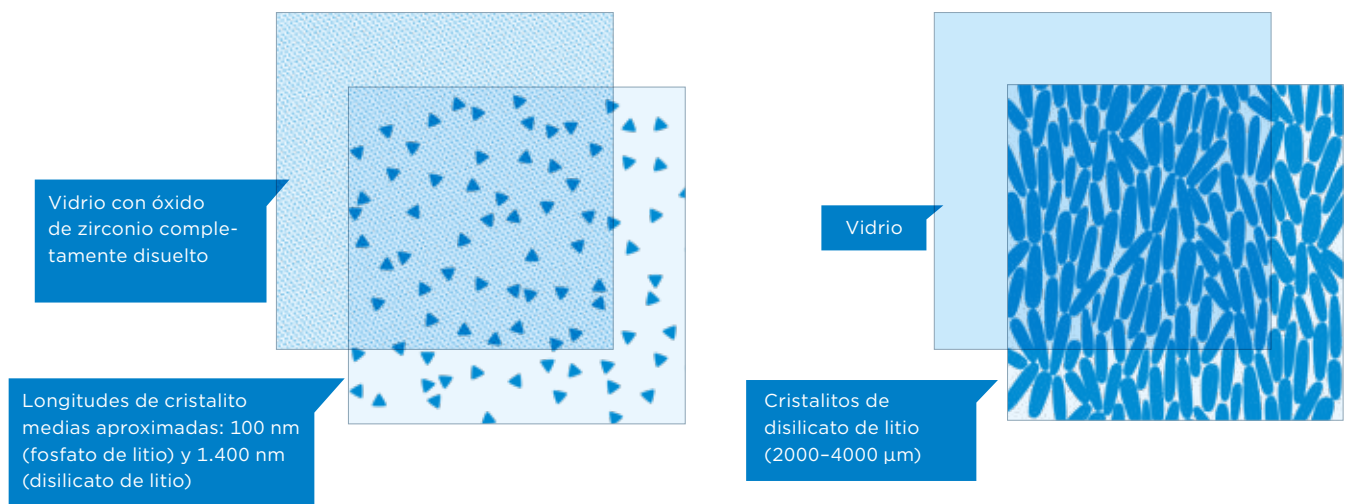 Vidrio con óxido
de zirconio comple-
tamente disuelto
Longitudes de cristalito
medias aproximadas: 100 nm
(fosfato de litio) y 1.400 nm
(disilicato de litio)
Vidrio
Cristalitos de
disilicato de litio
(2000–4000 μm)